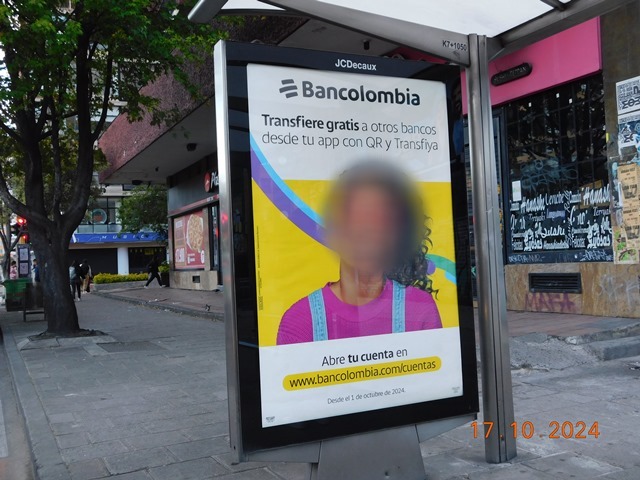 K7+1050
JCDecaux
Bancolombia
Transfiere gratis a otros bancos
desde tu app con QR y Transfiya
Abre tu cuenta en
www.bancolombia.com/cuentas
Desde el 1 de octubre de 2024.
17 10 2024